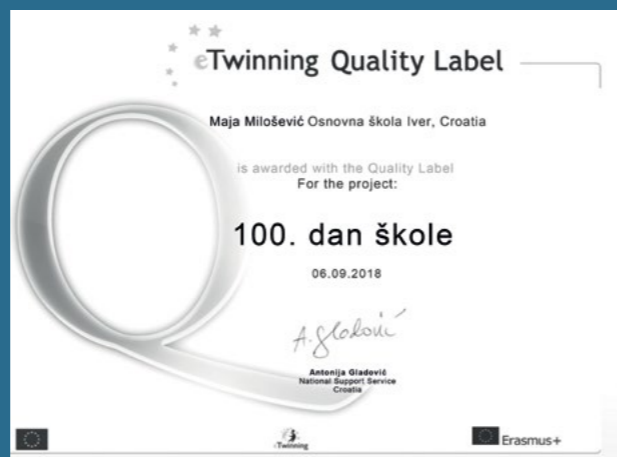 eTwinning Quality Label
Maja Milošević Osnovna škola Iver, Croatia
is awarded with the Quality Label
For the project:
100. dan škole
06.09.2018
A. Gladović
Antonija Gladović
National Support Service
Croatia
eTwinning
Erasmus+